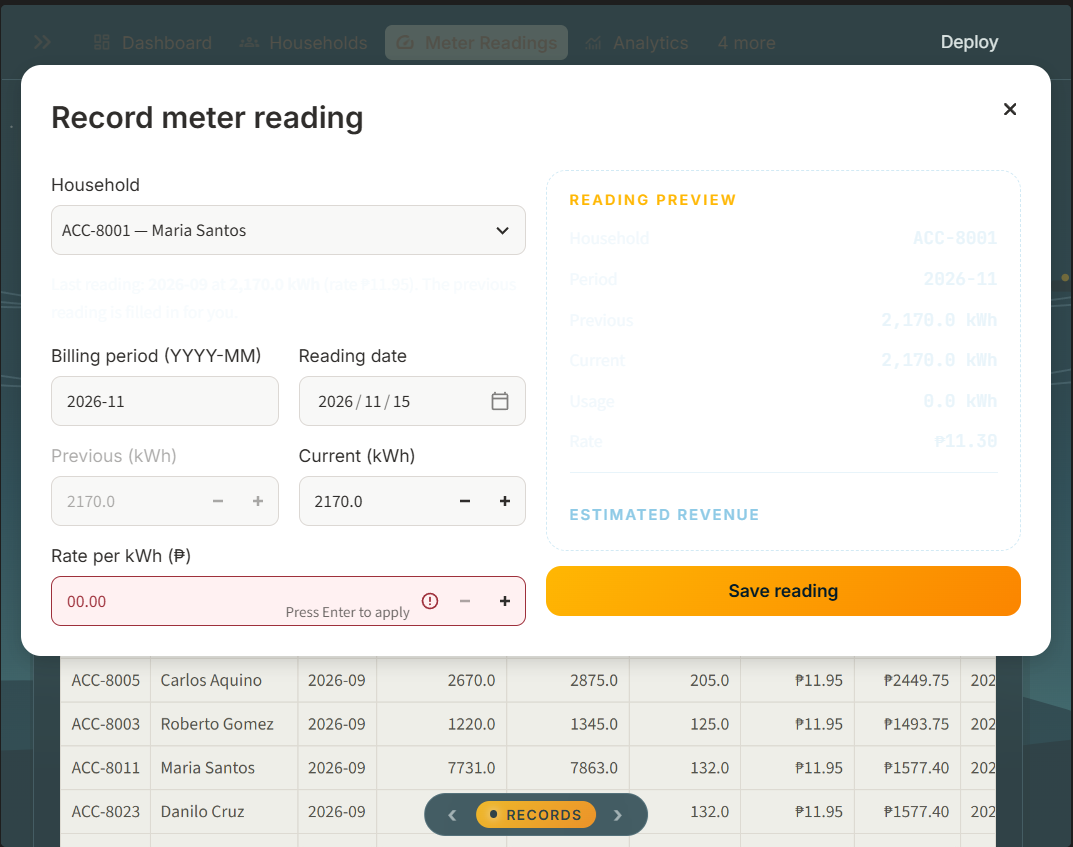 Dashboard
Households
Meter Readings
Analytics
4 more
Deploy
Record meter reading
Household
ACC-8001 — Maria Santos
Last reading: 2026-09 at 2,170.0 kWh (rate ₱11.95). The previous
reading is filled in for you.
Billing period (YYYY-MM)
Reading date
2026-11
2026/11/15
Previous (kWh)
Current (kWh)
2170.0
2170.0
Rate per kWh (₱)
00.00
Press Enter to apply
READING PREVIEW
Household ACC-8001
Period 2026-11
Previous 2,170.0 kWh
Current 2,170.0 kWh
Usage 0.0 kWh
Rate ₱11.30
ESTIMATED REVENUE
Save reading
ACC-8005 Carlos Aquino 2026-09 2670.0 2875.0 205.0 ₱11.95 ₱2449.75 202
ACC-8003 Roberto Gomez 2026-09 1220.0 1345.0 125.0 ₱11.95 ₱1493.75 202
ACC-8011 Maria Santos 2026-09 7731.0 7863.0 132.0 ₱11.95 ₱1577.40 202
ACC-8023 Danilo Cruz 2026-09 132.0 ₱11.95 ₱1577.40 202
RECORDS